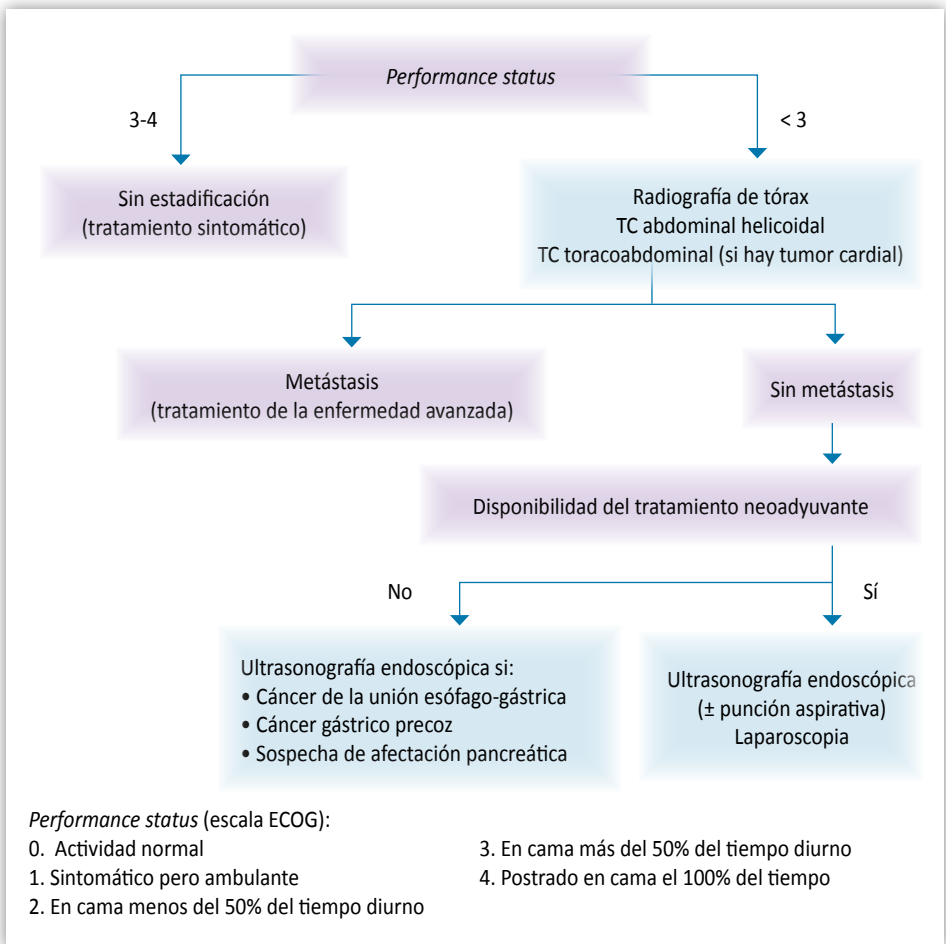 Performance status
3-4
< 3
Sin estadificación
(tratamiento sintomático)
Radiografía de tórax
TC abdominal helicoidal
TC toracoabdominal (si hay tumor cardial)
Metástasis
(tratamiento de la enfermedad avanzada)
Sin metástasis
Disponibilidad del tratamiento neoadyuvante
No
Sí
Ultrasonografía endoscópica si:
• Cáncer de la unión esófago-gástrica
• Cáncer gástrico precoz
• Sospecha de afectación pancreática
Ultrasonografía endoscópica
(± punción aspirativa)
Laparoscopia
Performance status (escala ECOG):
0. Actividad normal
1. Sintomático pero ambulante
2. En cama menos del 50% del tiempo diurno
3. En cama más del 50% del tiempo diurno
4. Postrado en cama el 100% del tiempo